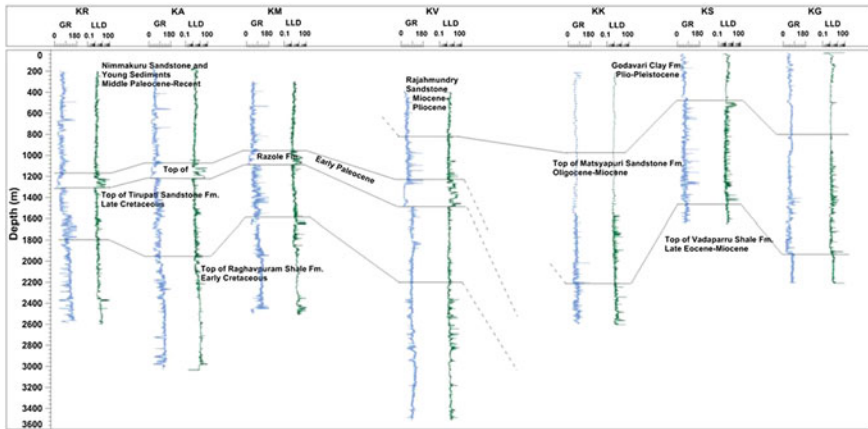 KR KA KM KV KK KS KG
GR LLD GR LLD GR LLD GR LLD GR LLD GR LLD GR LLD
0 180 0.1 100 0 180 0.1 100 0 180 0.1 100 0 180 0.1 100 0 180 0.1 100 0 180 0.1 100 0 180 0.1 100
Depth (m)
0
200
400
600
800
1000
1200
1400
1600
1800
2000
2200
2400
2600
2800
3000
3200
3400
3600
Nimmakuru Sandstone and
Young Sediments
Middle Paleocene-Recent
Top of
Razole Fm.
Early Paleocene
Top of Tirupati Sandstone Fm.
Late Cretaceous
Top of Raghavpuram Shale Fm.
Early Cretaceous
Rajahmundry
Sandstone
Miocene-
Pliocene
Godavari Clay Fm.
Plio-Pleistocene
Top of Matsyapuri Sandstone Fm.
Oligocene-Miocene
Top of Vadaparru Shale Fm.
Late Eocene-Miocene